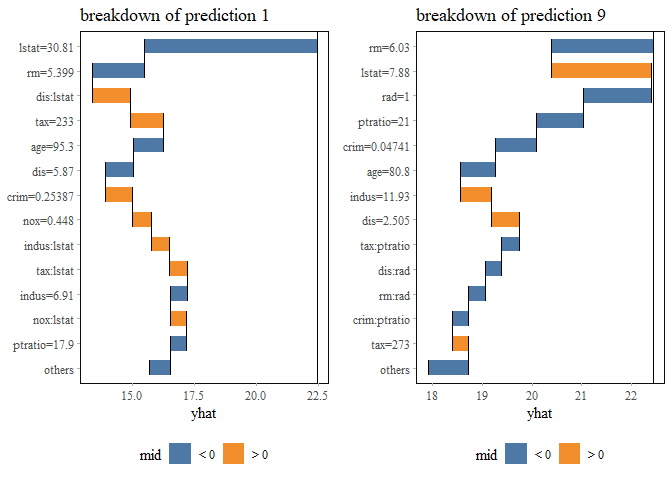 breakdown of prediction 1
lstat=30.81
rm=5.399
dis:lstat
tax=233
age=95.3
dis=5.87
crim=0.25387
nox=0.448
indus:lstat
tax:lstat
indus=6.91
nox:lstat
ptratio=17.9
others
15.0 17.5 20.0 22.5
yhat
mid < 0 > 0
breakdown of prediction 9
rm=6.03
lstat=7.88
rad=1
ptratio=21
crim=0.04741
age=80.8
indus=11.93
dis=2.505
tax:ptratio
dis:rad
rm:rad
crim:ptratio
tax=273
others
18 19 20 21 22
yhat
mid < 0 > 0